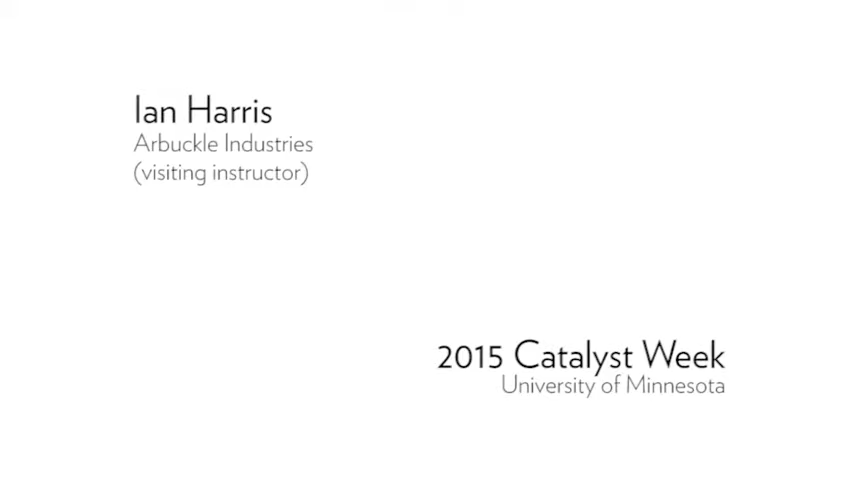 Ian Harris
Arbuckle Industries
(visiting instructor)
2015 Catalyst Week
University of Minnesota